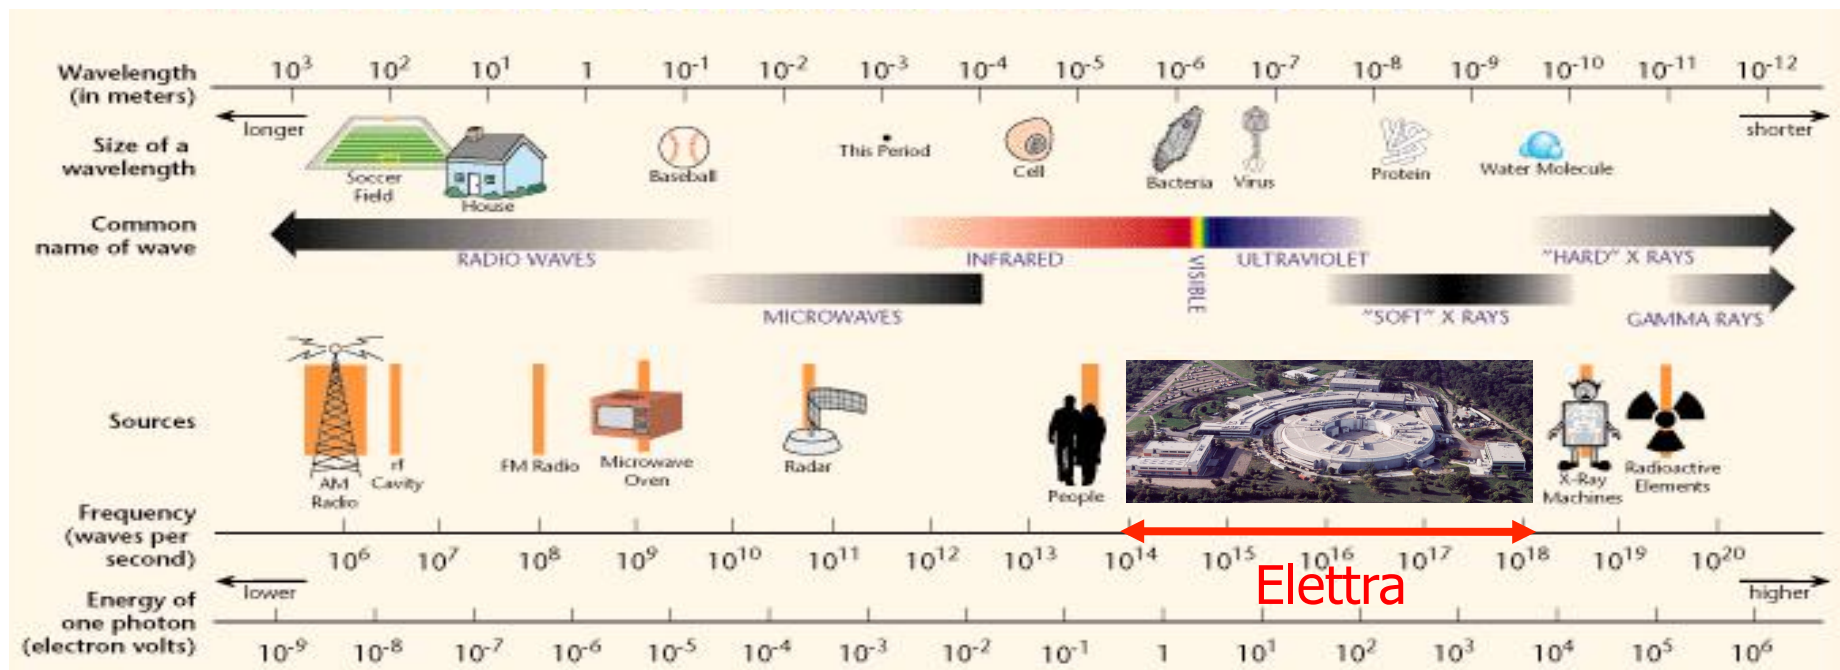 Wavelength
(in meters)
10³ 10² 10¹ 1 10⁻¹ 10⁻² 10⁻³ 10⁻⁴ 10⁻⁵ 10⁻⁶ 10⁻⁷ 10⁻⁸ 10⁻⁹ 10⁻¹⁰ 10⁻¹¹ 10⁻¹²
longer
shorter
Size of a
wavelength
Soccer
Field
House
Baseball
This Period
Cell
Bacteria
Virus
Protein
Water Molecule
Common
name of wave
RADIO WAVES
INFRARED
VISIBLE
ULTRAVIOLET
"HARD" X RAYS
MICROWAVES
"SOFT" X RAYS
GAMMA RAYS
Sources
AM
Radio
rf
Cavity
FM Radio
Microwave
Oven
Radar
People
X-Ray
Machines
Radioactive
Elements
Frequency
(waves per
second)
10⁶ 10⁷ 10⁸ 10⁹ 10¹⁰ 10¹¹ 10¹² 10¹³ 10¹⁴ 10¹⁵ 10¹⁶ 10¹⁷ 10¹⁸ 10¹⁹ 10²⁰
Elettra
lower
higher
Energy of
one photon
(electron volts)
10⁻⁹ 10⁻⁸ 10⁻⁷ 10⁻⁶ 10⁻⁵ 10⁻⁴ 10⁻³ 10⁻² 10⁻¹ 1 10¹ 10² 10³ 10⁴ 10⁵ 10⁶